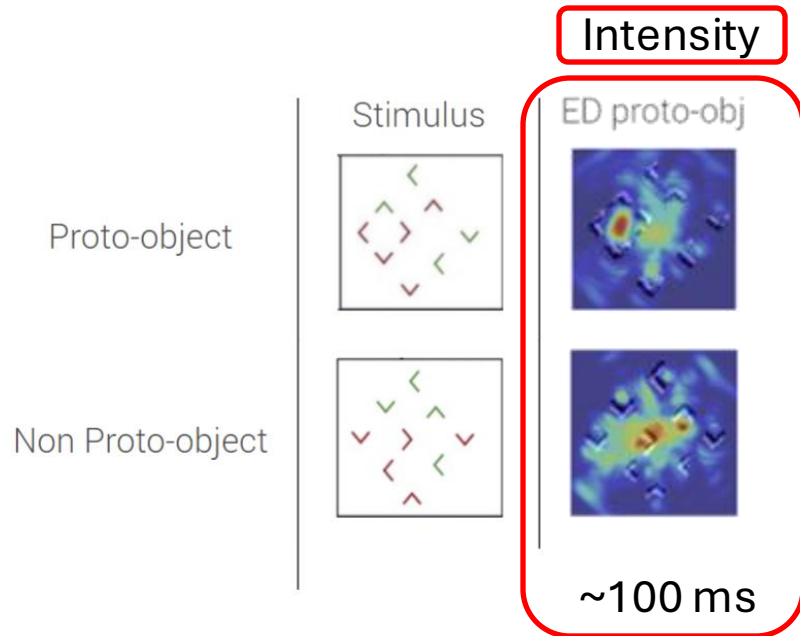 Intensity
Stimulus
ED proto-obj
Proto-object
Non Proto-object
~100 ms